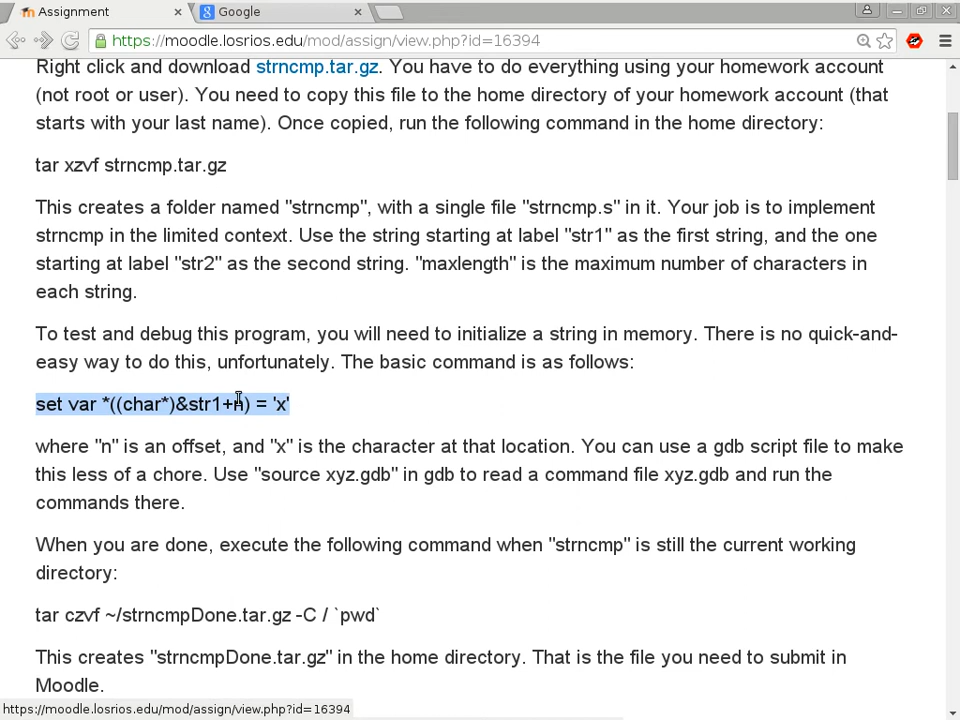 Assignment
Google
https://moodle.losrios.edu/mod/assign/view.php?id=16394
Right click and download strncmp.tar.gz. You have to do everything using your homework account
(not root or user). You need to copy this file to the home directory of your homework account (that
starts with your last name). Once copied, run the following command in the home directory:
tar xzvf strncmp.tar.gz
This creates a folder named "strncmp", with a single file "strncmp.s" in it. Your job is to implement
strncmp in the limited context. Use the string starting at label "str1" as the first string, and the one
starting at label "str2" as the second string. "maxlength" is the maximum number of characters in
each string.
To test and debug this program, you will need to initialize a string in memory. There is no quick-and-
easy way to do this, unfortunately. The basic command is as follows:
set var *((char*)&str1+n) = 'x'
where "n" is an offset, and "x" is the character at that location. You can use a gdb script file to make
this less of a chore. Use "source xyz.gdb" in gdb to read a command file xyz.gdb and run the
commands there.
When you are done, execute the following command when "strncmp" is still the current working
directory:
tar czvf ~/strncmpDone.tar.gz -C / `pwd`
This creates "strncmpDone.tar.gz" in the home directory. That is the file you need to submit in
Moodle.
https://moodle.losrios.edu/mod/assign/view.php?id=16394